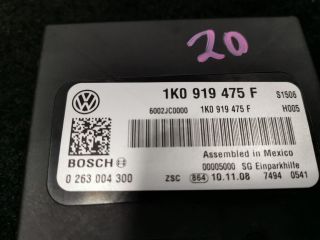 20
1K0 919 475 F S1506
6002JC0000 1K0 919 475 F H005
BOSCH
Assembled in Mexico
00005000 SG Einparkhilfe
0 263 004 300 ZSC 864 10.11.08 7494 0541